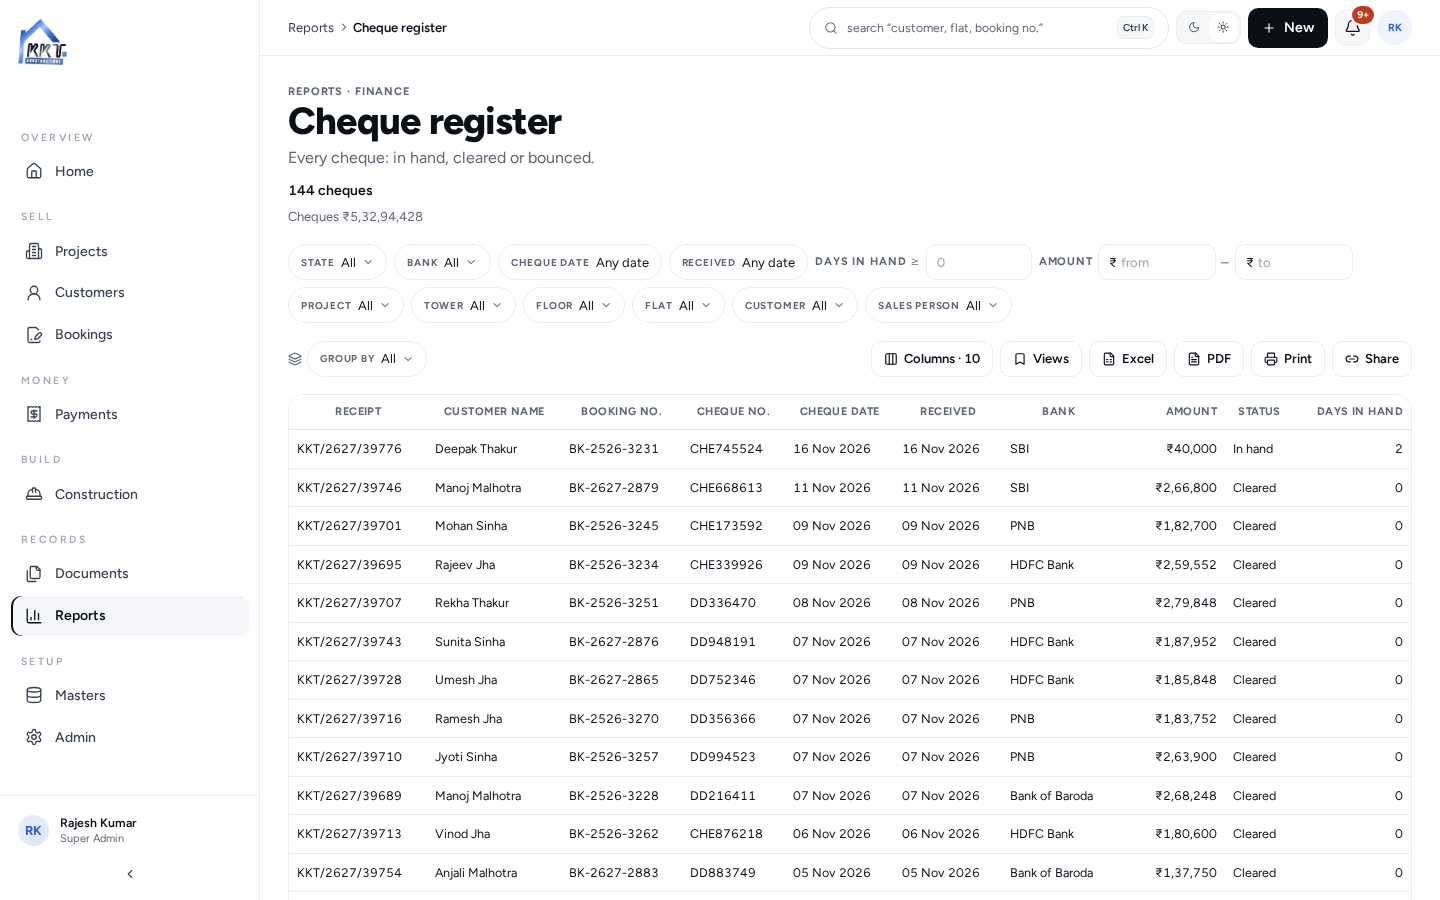 KKT
CONSTRUCTIONS
Reports > Cheque register
search “customer, flat, booking no.”
Ctrl K
+ New
9+
RK
OVERVIEW
Home
SELL
Projects
Customers
Bookings
MONEY
Payments
BUILD
Construction
RECORDS
Documents
Reports
SETUP
Masters
Admin
RK
Rajesh Kumar
Super Admin
REPORTS · FINANCE
Cheque register
Every cheque: in hand, cleared or bounced.
144 cheques
Cheques ₹5,32,94,428
STATE All BANK All CHEQUE DATE Any date RECEIVED Any date DAYS IN HAND ≥ 0 AMOUNT ₹ from – ₹ to
PROJECT All TOWER All FLOOR All FLAT All CUSTOMER All SALES PERSON All
GROUP BY All Columns · 10 Views Excel PDF Print Share
RECEIPT CUSTOMER NAME BOOKING NO. CHEQUE NO. CHEQUE DATE RECEIVED BANK AMOUNT STATUS DAYS IN HAND
KKT/2627/39776 Deepak Thakur BK-2526-3231 CHE745524 16 Nov 2026 16 Nov 2026 SBI ₹40,000 In hand 2
KKT/2627/39746 Manoj Malhotra BK-2627-2879 CHE668613 11 Nov 2026 11 Nov 2026 SBI ₹2,66,800 Cleared 0
KKT/2627/39701 Mohan Sinha BK-2526-3245 CHE173592 09 Nov 2026 09 Nov 2026 PNB ₹1,82,700 Cleared 0
KKT/2627/39695 Rajeev Jha BK-2526-3234 CHE339926 09 Nov 2026 09 Nov 2026 HDFC Bank ₹2,59,552 Cleared 0
KKT/2627/39707 Rekha Thakur BK-2526-3251 DD336470 08 Nov 2026 08 Nov 2026 PNB ₹2,79,848 Cleared 0
KKT/2627/39743 Sunita Sinha BK-2627-2876 DD948191 07 Nov 2026 07 Nov 2026 HDFC Bank ₹1,87,952 Cleared 0
KKT/2627/39728 Umesh Jha BK-2627-2865 DD752346 07 Nov 2026 07 Nov 2026 HDFC Bank ₹1,85,848 Cleared 0
KKT/2627/39716 Ramesh Jha BK-2526-3270 DD356366 07 Nov 2026 07 Nov 2026 PNB ₹1,83,752 Cleared 0
KKT/2627/39710 Jyoti Sinha BK-2526-3257 DD994523 07 Nov 2026 07 Nov 2026 PNB ₹2,63,900 Cleared 0
KKT/2627/39689 Manoj Malhotra BK-2526-3228 DD216411 07 Nov 2026 07 Nov 2026 Bank of Baroda ₹2,68,248 Cleared 0
KKT/2627/39713 Vinod Jha BK-2526-3262 CHE876218 06 Nov 2026 06 Nov 2026 HDFC Bank ₹1,80,600 Cleared 0
KKT/2627/39754 Anjali Malhotra BK-2627-2883 DD883749 05 Nov 2026 05 Nov 2026 Bank of Baroda ₹1,37,750 Cleared 0